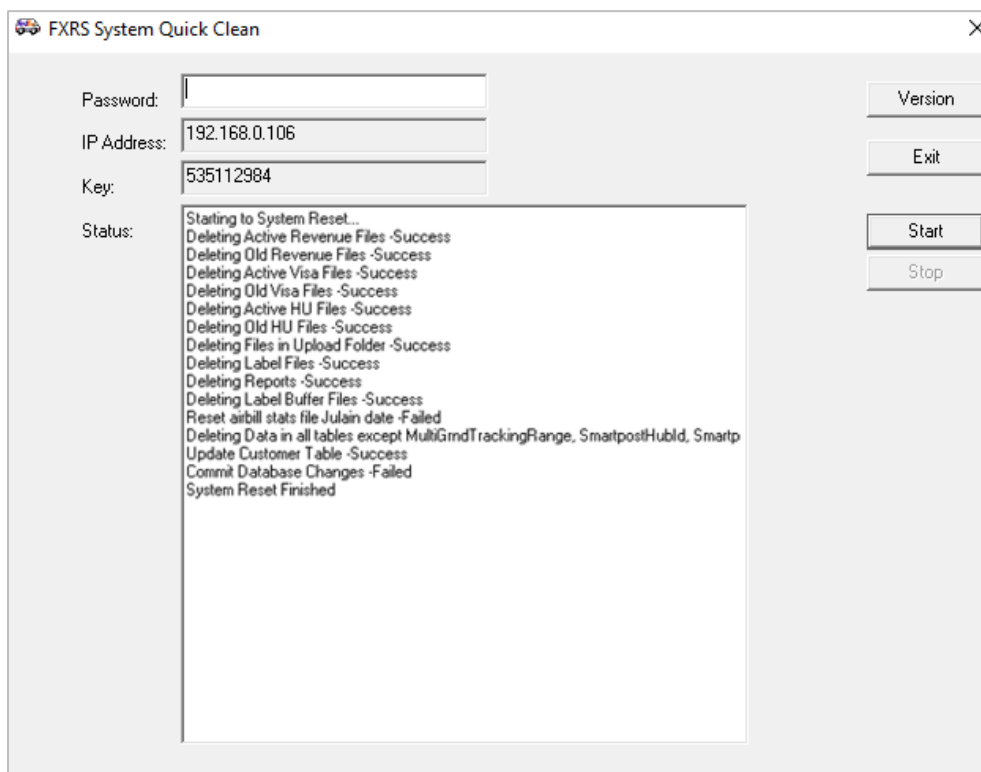 FXRS System Quick Clean
Password:
Version
IP Address: 192.168.0.106
Exit
Key: 535112984
Status:
Start
Stop
Starting to System Reset...
Deleting Active Revenue Files -Success
Deleting Old Revenue Files -Success
Deleting Active Visa Files -Success
Deleting Old Visa Files -Success
Deleting Active HU Files -Success
Deleting Old HU Files -Success
Deleting Files in Upload Folder -Success
Deleting Label Files -Success
Deleting Reports -Success
Deleting Label Buffer Files -Success
Reset airbill stats file Julain date -Failed
Deleting Data in all tables except MultiGrndTrackingRange, SmartpostHubId, Smartp
Update Customer Table -Success
Commit Database Changes -Failed
System Reset Finished